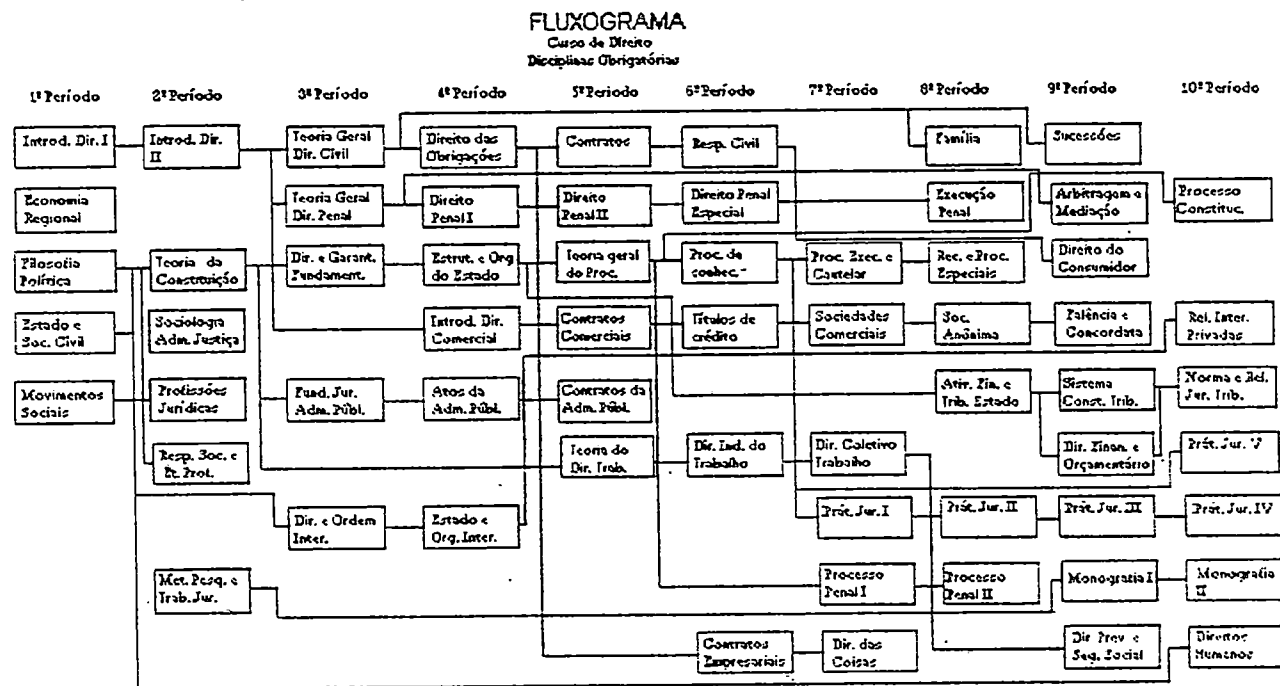 FLUXOGRAMA
Curso de Direito
Disciplinas Obrigatórias
1º Período
2º Período
3º Período
4º Período
5º Período
6º Período
7º Período
8º Período
9º Período
10º Período
Introd. Dir. I
Introd. Dir.
II
Teoria Geral
Dir. Civil
Direito das
Obrigações
Contratos
Resp. Civil
Família
Sucessões
Economia
Regional
Teoria Geral
Dir. Penal
Direito
Penal I
Direito
Penal II
Direito Penal
Especial
Execução
Penal
Arbitragem e
Mediação
Processo
Constituc.
Filosofia
Política
Teoria da
Constituição
Dir. e Garant.
Fundament.
Estrut. e Org
do Estado
Teoria geral
do Proc.
Proc. de
conhec.
Proc. Exec. e
Cautelar
Rec. e Proc.
Especiais
Direito do
Consumidor
Estado e
Soc. Civil
Sociologia
Adm. Justiça
Introd. Dir.
Comercial
Contratos
Comerciais
Títulos de
crédito
Sociedades
Comerciais
Soc.
Anônima
Falência e
Concordata
Rel. Inter.
Privadas
Movimentos
Sociais
Profissões
Jurídicas
Fund. Jur.
Adm. Públ.
Atos da
Adm. Públ.
Contratos da
Adm. Públ.
Ativ. Fin. e
Trib. Estado
Sistema
Const. Trib.
Norma e Rel.
Jur. Trib.
Resp. Soc. e
Ét. Prof.
Teoria do
Dir. Trab.
Dir. Ind. do
Trabalho
Dir. Coletivo
Trabalho
Dir. Finan. e
Orçamentário
Prát. Jur. V
Dir. e Ordem
Inter.
Estado e
Org. Inter.
Prát. Jur. I
Prát. Jur. II
Prát. Jur. III
Prát. Jur. IV
Met. Pesq. e
Trab. Jur.
Processo
Penal I
Processo
Penal II
Monografia I
Monografia
II
Contratos
Empresariais
Dir. das
Coisas
Dir. Prev. e
Seg. Social
Direitos
Humanos